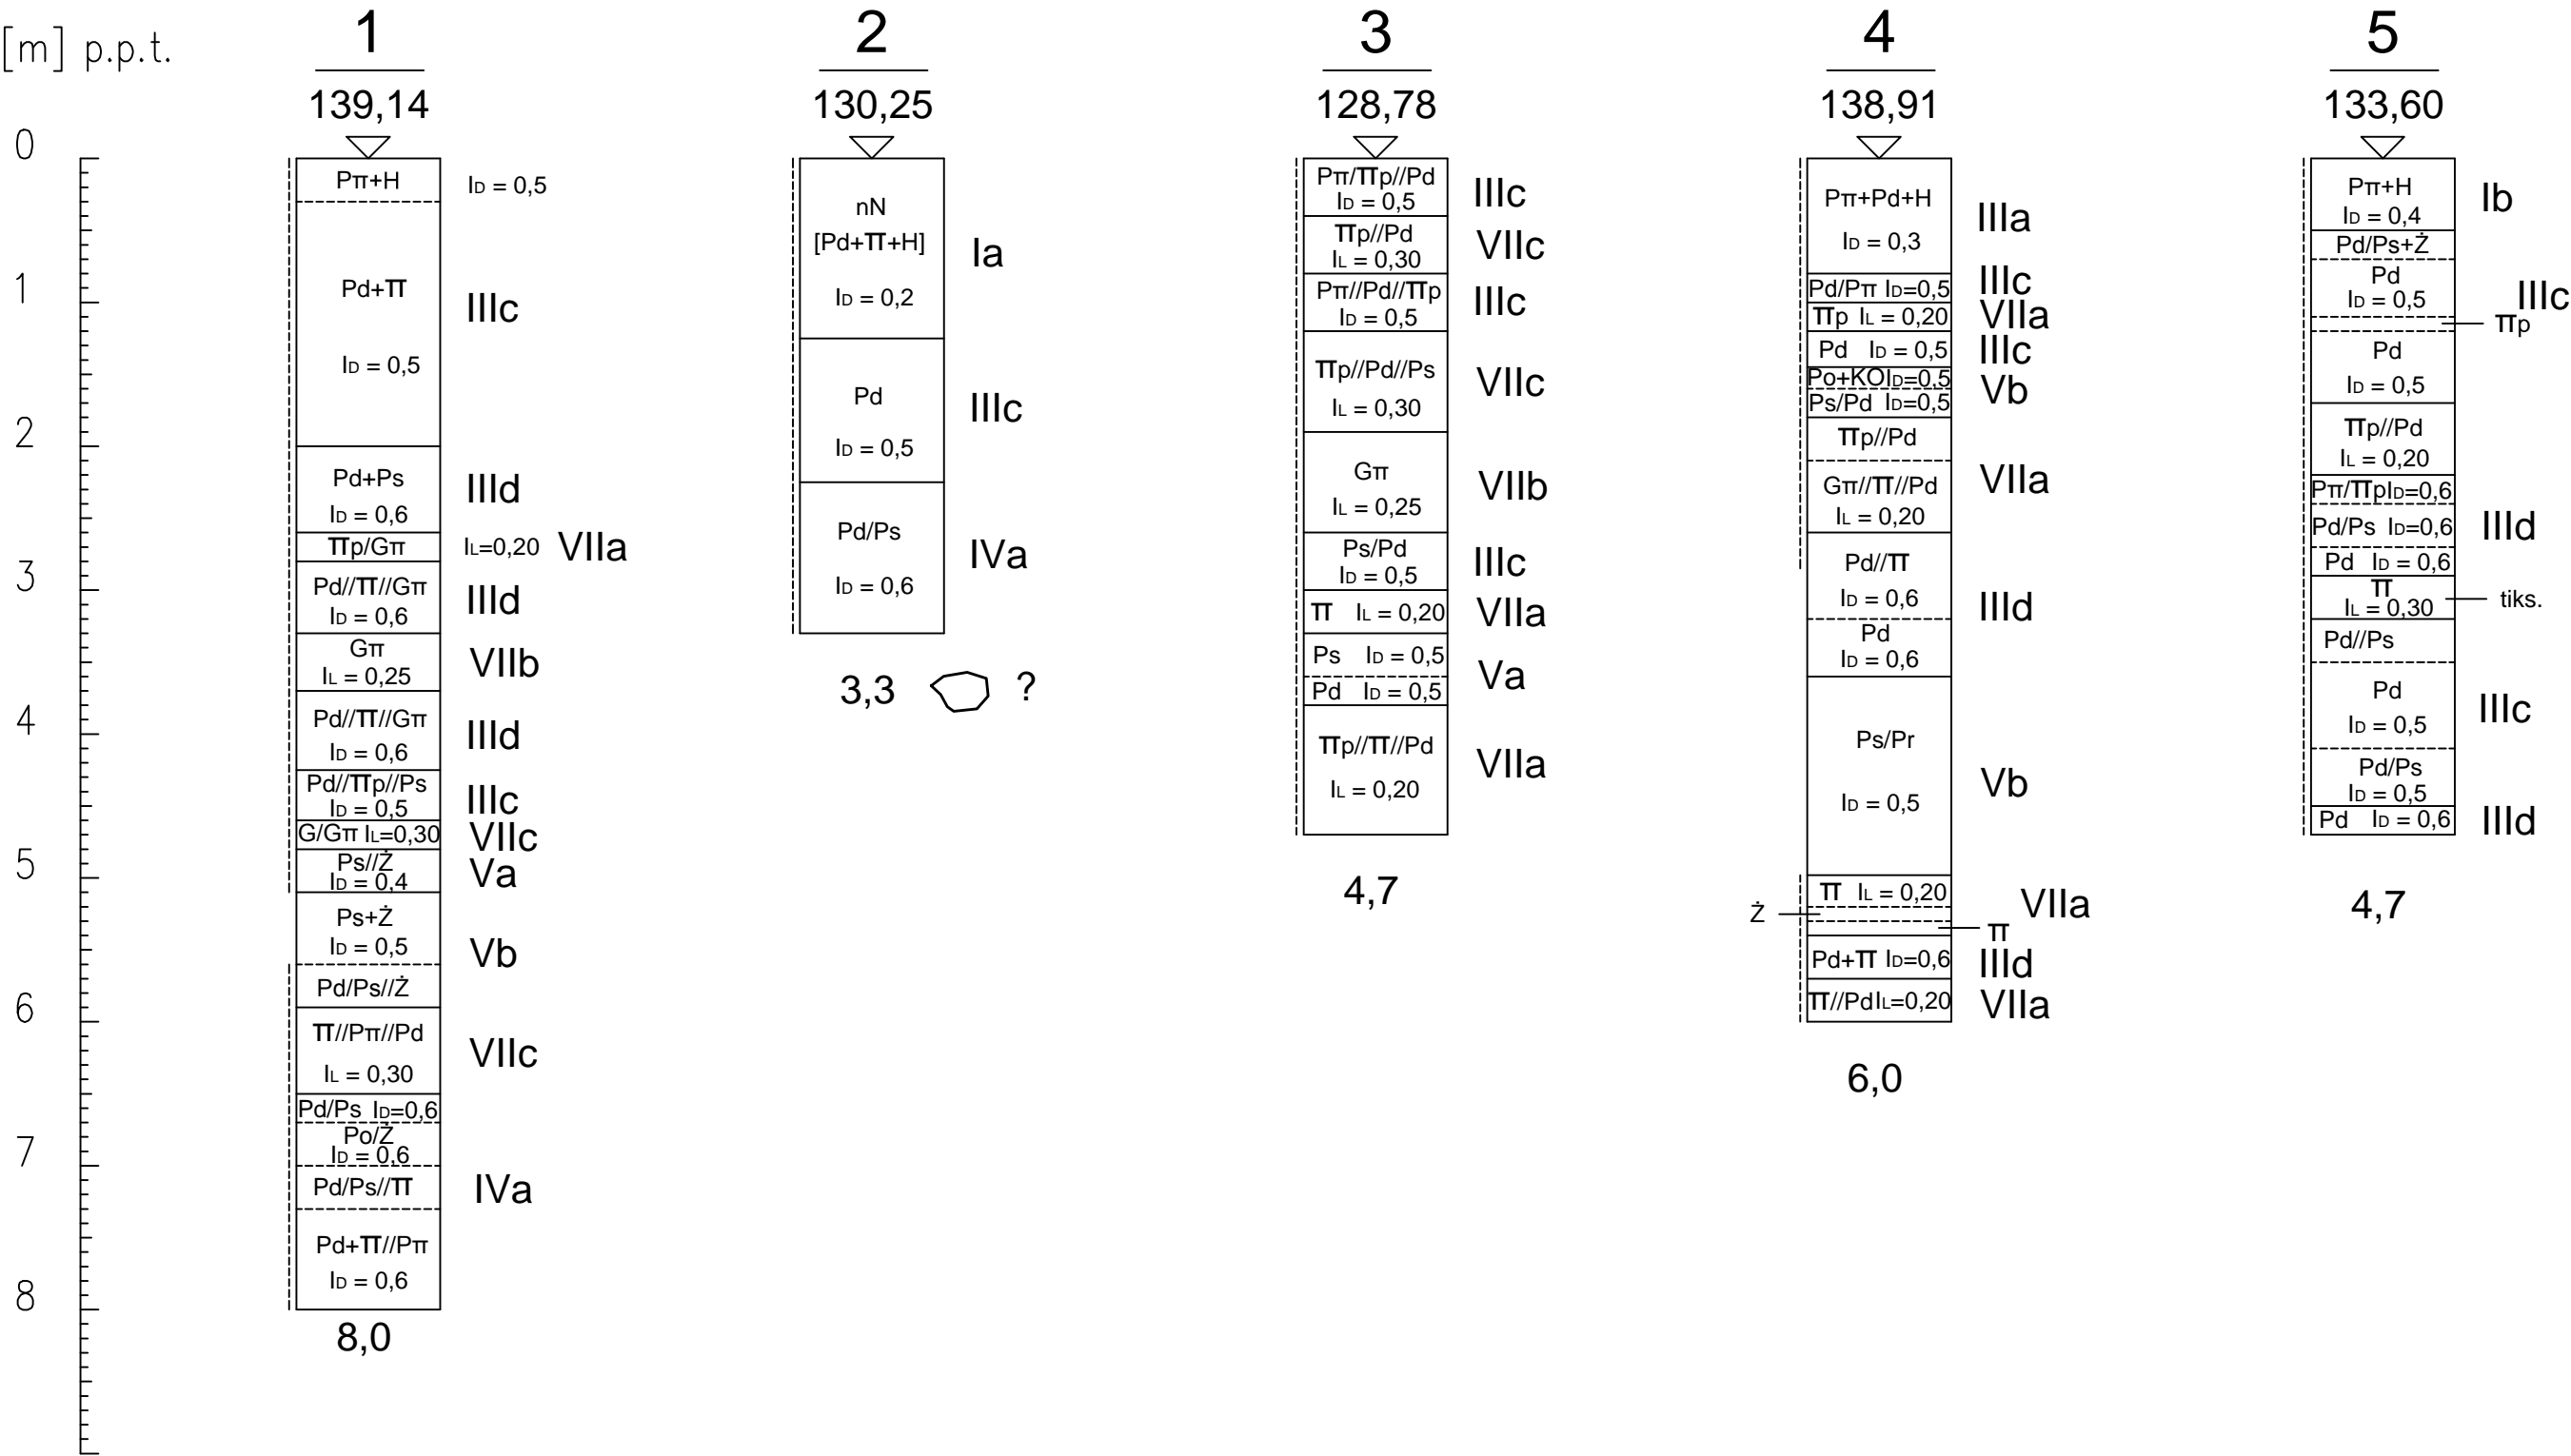 [m] p.p.t.
0
1
2
3
4
5
6
7
8
1
139,14
Pπ+H
ID = 0,5
Pd+π
ID = 0,5
IIIc
Pd+Ps
ID = 0,6
IIId
πp/Gπ
IL=0,20 VIIa
Pd//π//Gπ
ID = 0,6
IIId
Gπ
IL = 0,25
VIIb
Pd//π//Gπ
ID = 0,6
IIId
Pd//πp//Ps
ID = 0,5
IIIc
G/Gπ IL=0,30
VIIc
Ps//Ż
ID = 0,4
Va
Ps+Ż
ID = 0,5
Vb
Pd/Ps//Ż
π//Pπ//Pd
IL = 0,30
VIIc
Pd/Ps ID=0,6
Po/Ż
ID = 0,6
Pd/Ps//π
IVa
Pd+π//Pπ
ID = 0,6
8,0
2
130,25
nN
[Pd+π+H]
ID = 0,2
Ia
Pd
ID = 0,5
IIIc
Pd/Ps
ID = 0,6
IVa
3,3 ?
3
128,78
Pπ/πp//Pd
ID = 0,5
IIIc
πp//Pd
IL = 0,30
VIIc
Pπ//Pd//πp
ID = 0,5
IIIc
πp//Pd//Ps
IL = 0,30
VIIc
Gπ
IL = 0,25
VIIb
Ps/Pd
ID = 0,5
IIIc
π IL = 0,20
VIIa
Ps ID = 0,5
Pd ID = 0,5
Va
πp//π//Pd
IL = 0,20
VIIa
4,7
4
138,91
Pπ+Pd+H
ID = 0,3
IIIa
Pd/Pπ ID=0,5
IIIc
πp IL = 0,20
VIIa
Pd ID = 0,5
IIIc
Po+KO ID=0,5
Ps/Pd ID=0,5
Vb
πp//Pd
Gπ//π//Pd
IL = 0,20
VIIa
Pd//π
ID = 0,6
Pd
ID = 0,6
IIId
Ps/Pr
ID = 0,5
Vb
π IL = 0,20
VIIa
Ż
π
Pd+π ID=0,6
IIId
π//Pd IL=0,20
VIIa
6,0
5
133,60
Pπ+H
ID = 0,4
Ib
Pd/Ps+Ż
Pd
ID = 0,5
IIIc
πp
Pd
ID = 0,5
πp//Pd
IL = 0,20
Pπ/πp ID=0,6
Pd/Ps ID=0,6
IIId
Pd ID = 0,6
π
IL = 0,30
tiks.
Pd//Ps
Pd
ID = 0,5
IIIc
Pd/Ps
ID = 0,5
Pd ID = 0,6
IIId
4,7